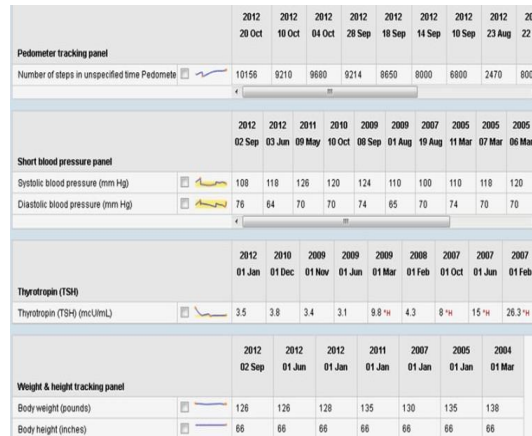 2012 2012 2012 2012 2012 2012 2012 2012 20
20 Oct 10 Oct 04 Oct 28 Sep 18 Sep 14 Sep 10 Sep 23 Aug 22
Pedometer tracking panel
Number of steps in unspecified time Pedomete 10156 9210 9680 9214 8650 8000 6800 2470 800
2012 2012 2011 2010 2009 2009 2007 2005 2005 2005
02 Sep 03 Jun 09 May 10 Oct 08 Sep 01 Aug 19 Aug 11 Mar 07 Mar 06 Mar
Short blood pressure panel
Systolic blood pressure (mm Hg) 108 118 126 120 124 110 100 110 118 120
Diastolic blood pressure (mm Hg) 76 64 70 70 74 65 70 74 70 70
2012 2010 2009 2009 2009 2008 2007 2007 2007
01 Jan 01 Dec 01 Nov 01 Jun 01 Mar 01 Feb 01 Oct 01 Jun 01 Feb
Thyrotropin (TSH)
Thyrotropin (TSH) (mcU/mL) 3.5 3.8 3.4 3.1 9.8 *H 4.3 8 *H 15 *H 26.3 *H
2012 2012 2012 2011 2007 2005 2004
02 Sep 01 Jun 01 Jan 01 Jan 01 Jan 01 Jan 01 Mar
Weight & height tracking panel
Body weight (pounds) 126 126 128 135 130 135 138
Body height (inches) 66 66 66 66 66 66 66